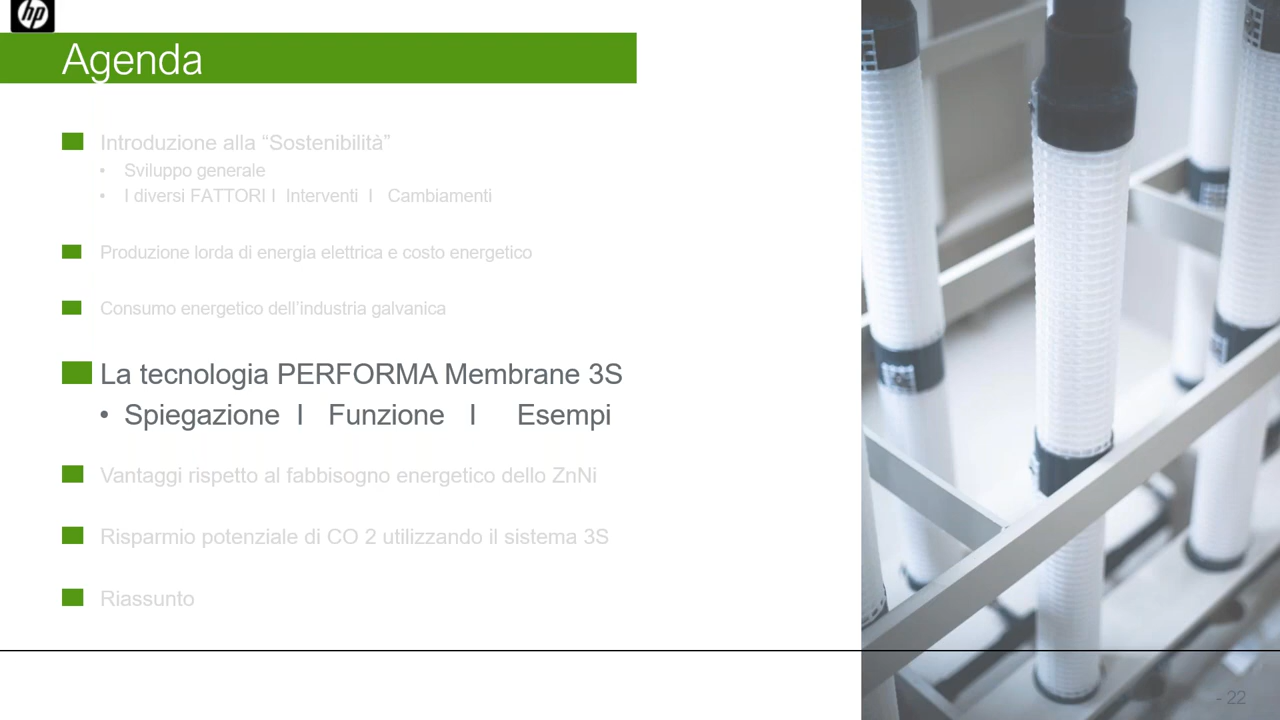 hp
Agenda
Introduzione alla “Sostenibilità”
• Sviluppo generale
• I diversi FATTORI I Interventi I Cambiamenti
Produzione lorda di energia elettrica e costo energetico
Consumo energetico dell’industria galvanica
La tecnologia PERFORMA Membrane 3S
• Spiegazione I Funzione I Esempi
Vantaggi rispetto al fabbisogno energetico dello ZnNi
Risparmio potenziale di CO 2 utilizzando il sistema 3S
Riassunto
- 22